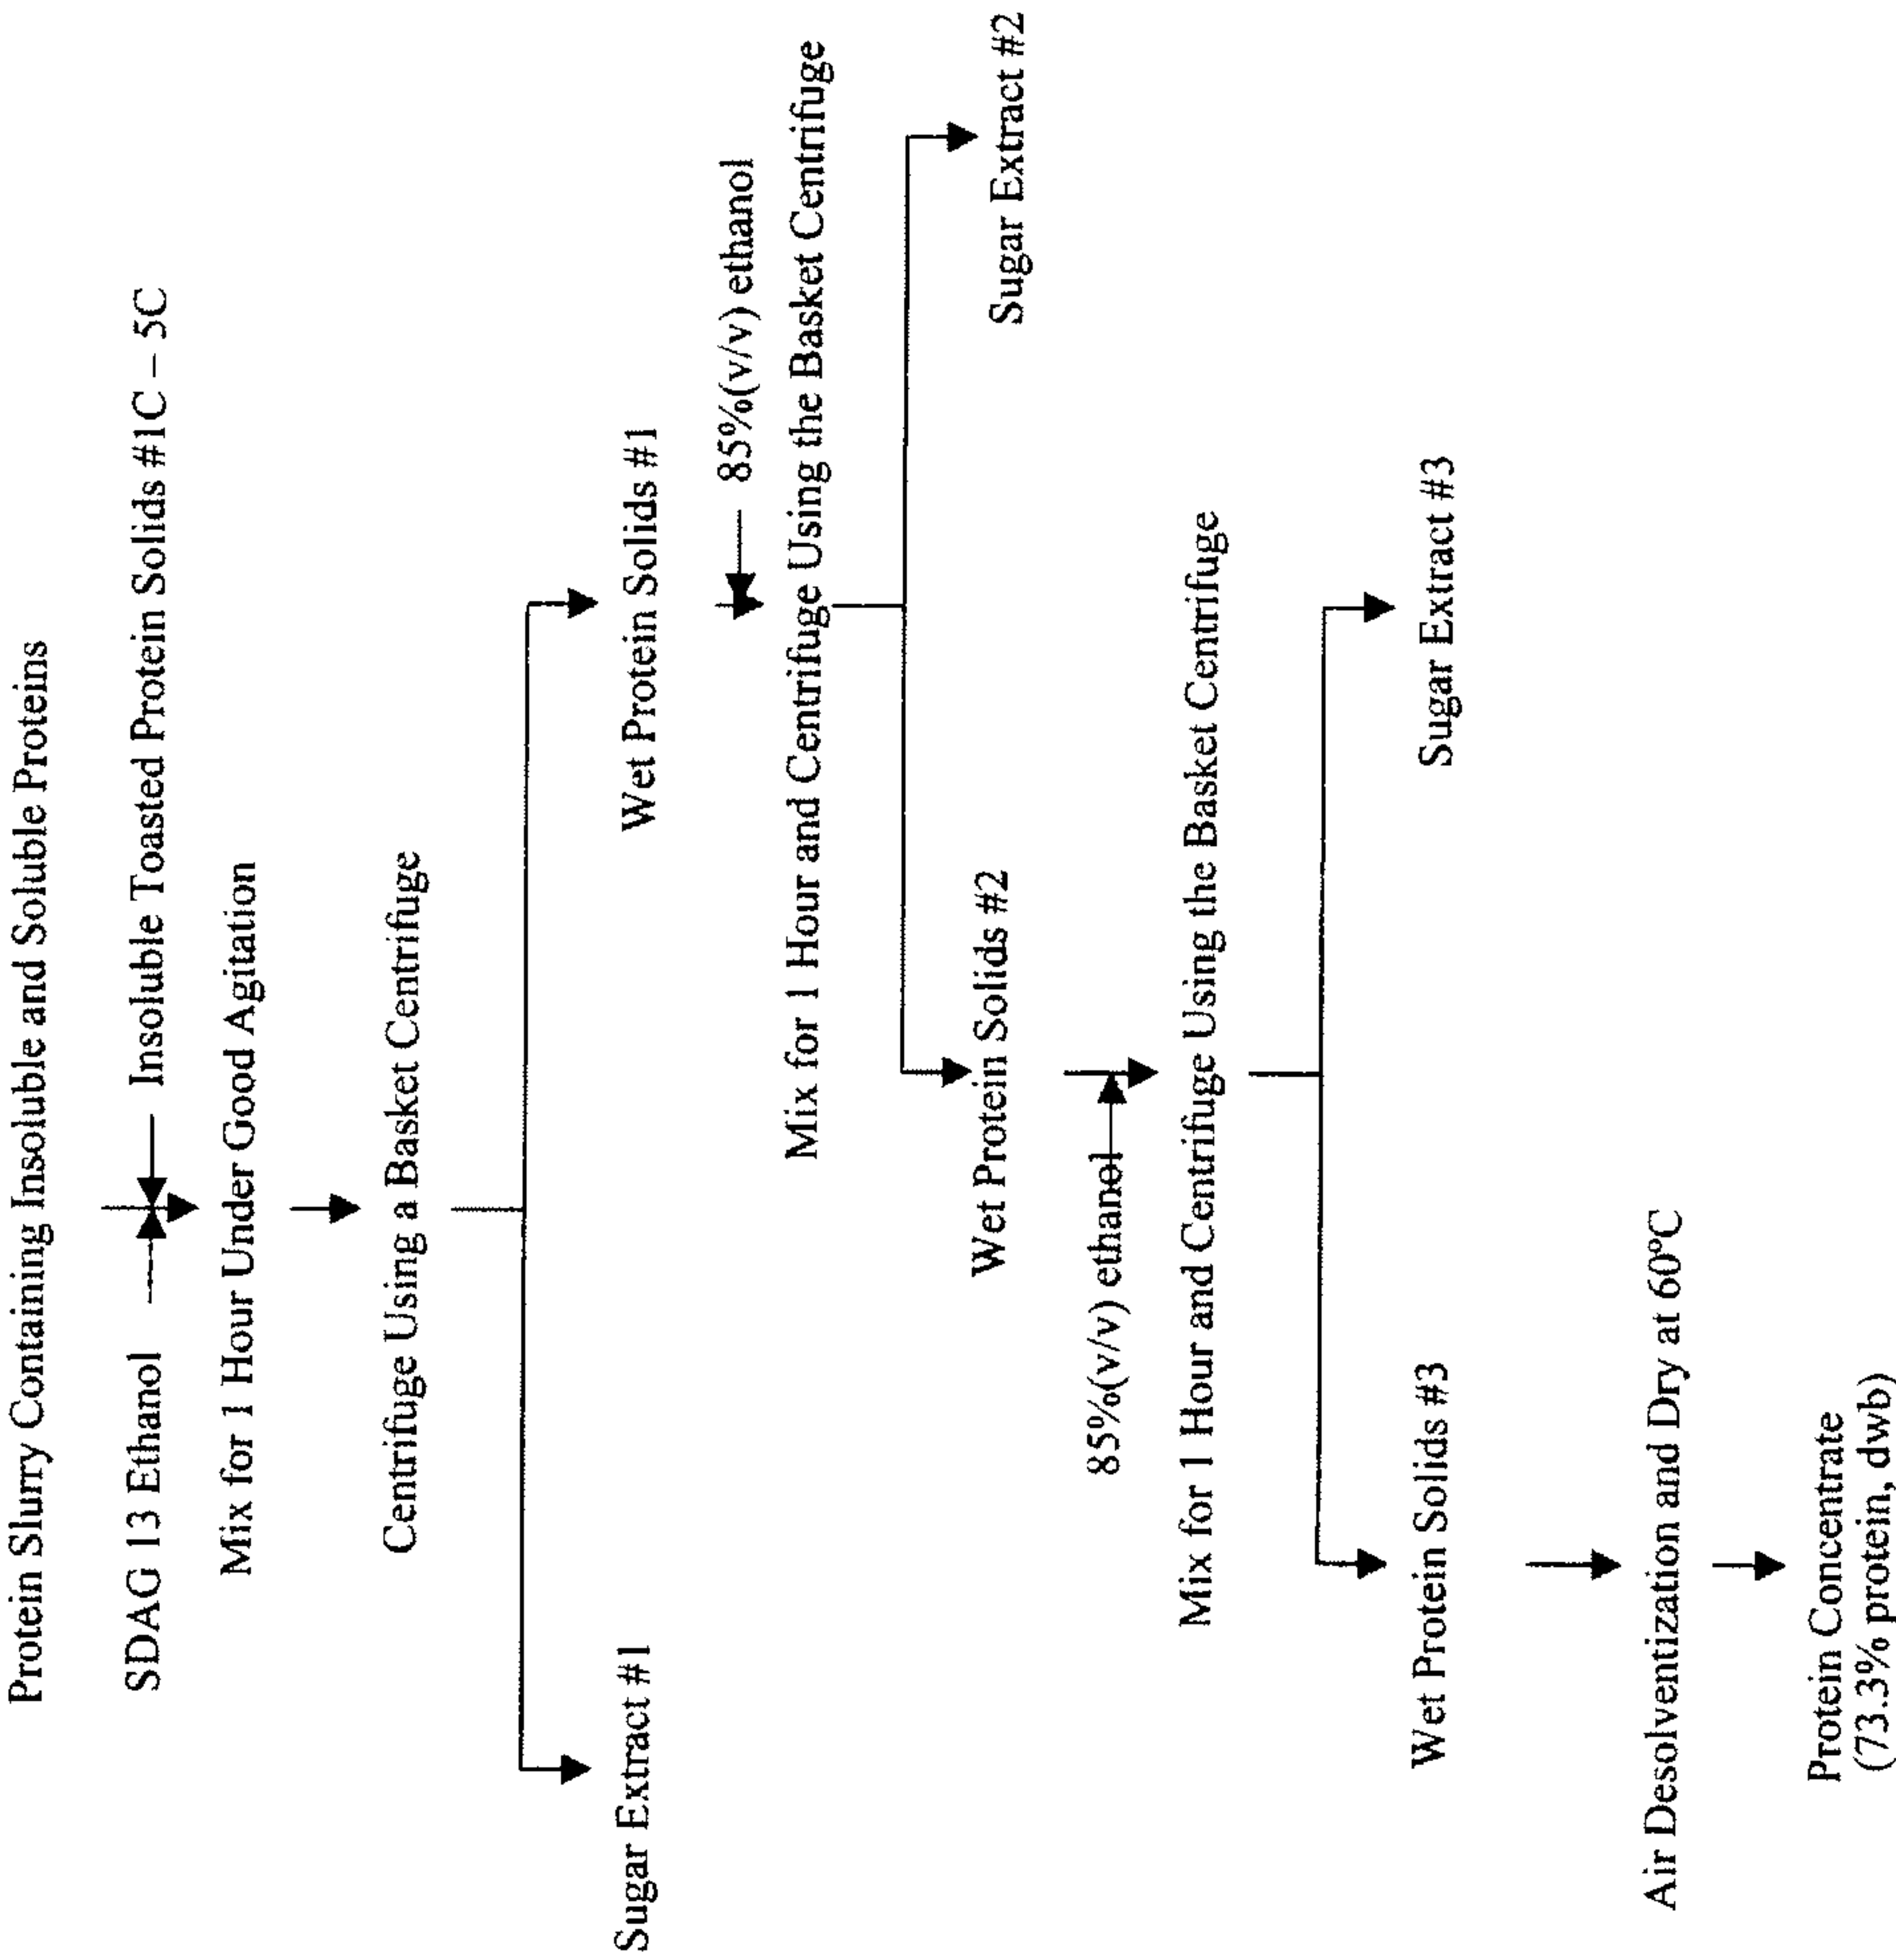 Protein Slurry Containing Insoluble and Soluble Proteins
SDAG 13 Ethanol
Insoluble Toasted Protein Solids #1C – 5C
Mix for 1 Hour Under Good Agitation
Centrifuge Using a Basket Centrifuge
Sugar Extract #1
Wet Protein Solids #1
85%(v/v) ethanol
Mix for 1 Hour and Centrifuge Using the Basket Centrifuge
Wet Protein Solids #2
Sugar Extract #2
85%(v/v) ethanol
Mix for 1 Hour and Centrifuge Using the Basket Centrifuge
Wet Protein Solids #3
Sugar Extract #3
Air Desolventization and Dry at 60ºC
Protein Concentrate
(73.3% protein, dwb)